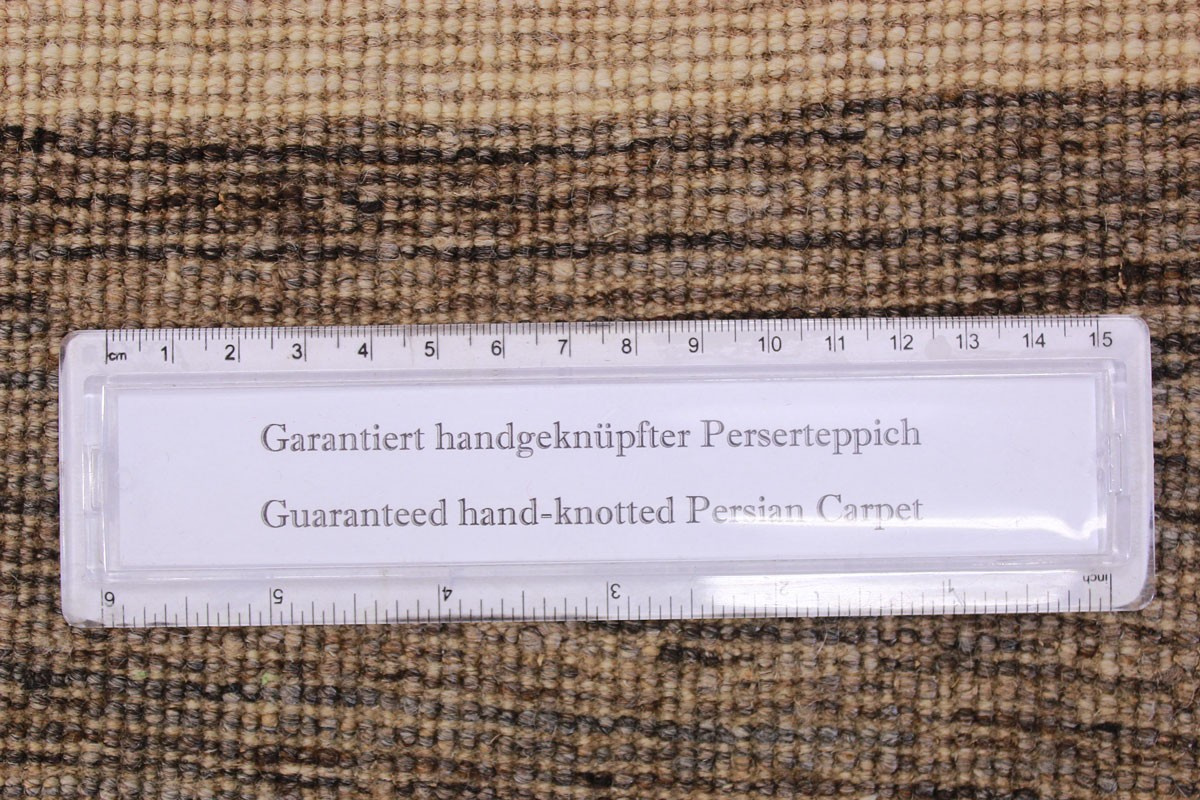 cm 1 2 3 4 5 6 7 8 9 10 11 12 13 14 15
Garantiert handgeknüpfter Perserteppich
Guaranteed hand-knotted Persian Carpet
6 5 4 3 2 1 inch